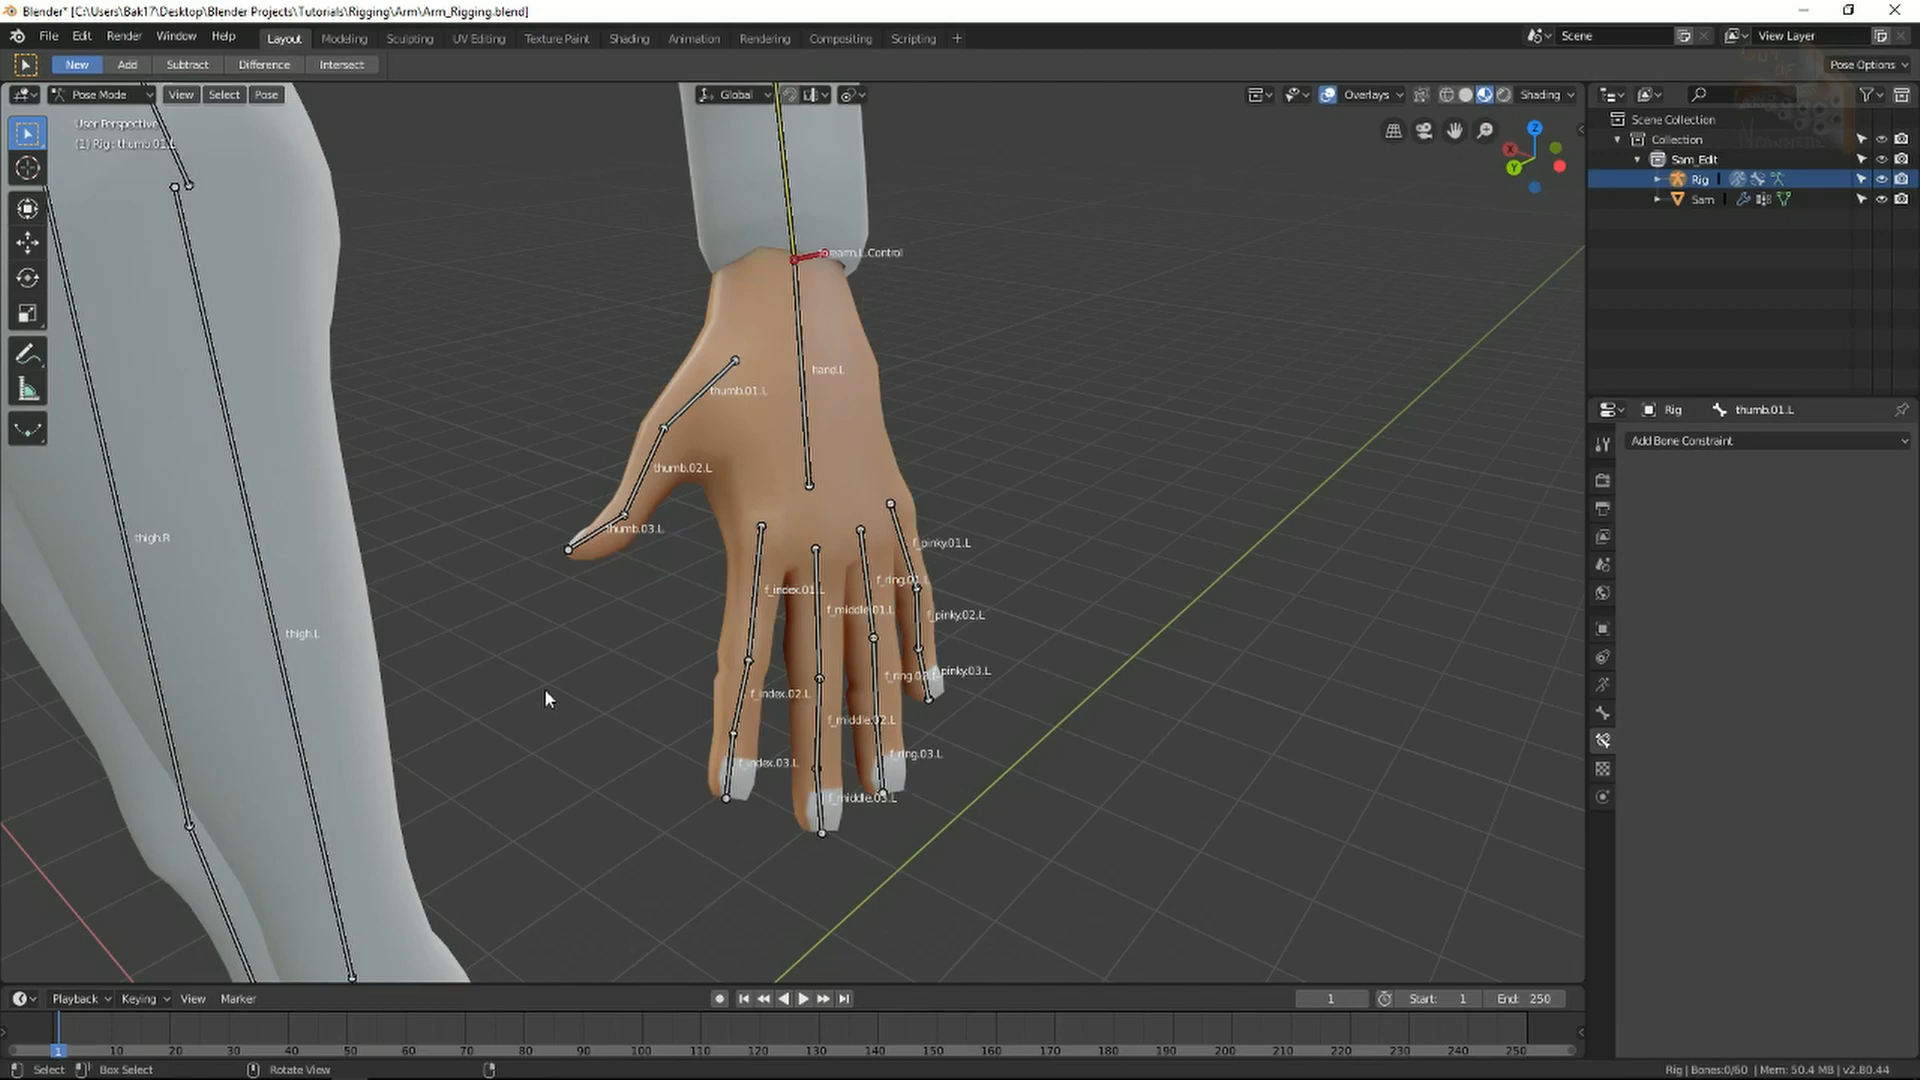 Blender* [C:\Users\Bak17\Desktop\Blender Projects\Tutorials\Rigging\Arm\Arm_Rigging.blend]
File Edit Render Window Help Layout Modeling Sculpting UV Editing Texture Paint Shading Animation Rendering Compositing Scripting + Scene View Layer
New Add Subtract Difference Intersect Pose Options
Pose Mode View Select Pose Global Overlays Shading
User Perspective
(1) Rig : thumb.01.L
Scene Collection
Collection
Sam_Edit
Rig
Sam
Z
X
Y
.Control
hand.L
thumb.01.L
thumb.02.L
thumb.03.L
thigh.R
thigh.L
f_pinky.01.L
f_ring.01.L
f_index.01.L
f_middle.01.L
f_pinky.02.L
f_index.02.L
f_middle.02.L
f_ring.03.L
f_index.03.L
f_middle.03.L
Rig thumb.01.L
Add Bone Constraint
Playback Keying View Marker 1 Start: 1 End: 250
1 10 20 30 40 50 60 70 80 90 100 110 120 130 140 150 160 170 180 190 200 210 220 230 240 250
Select Box Select Rotate View Rig | Bones:0/60 | Mem: 50.4 MB | v2.80.44